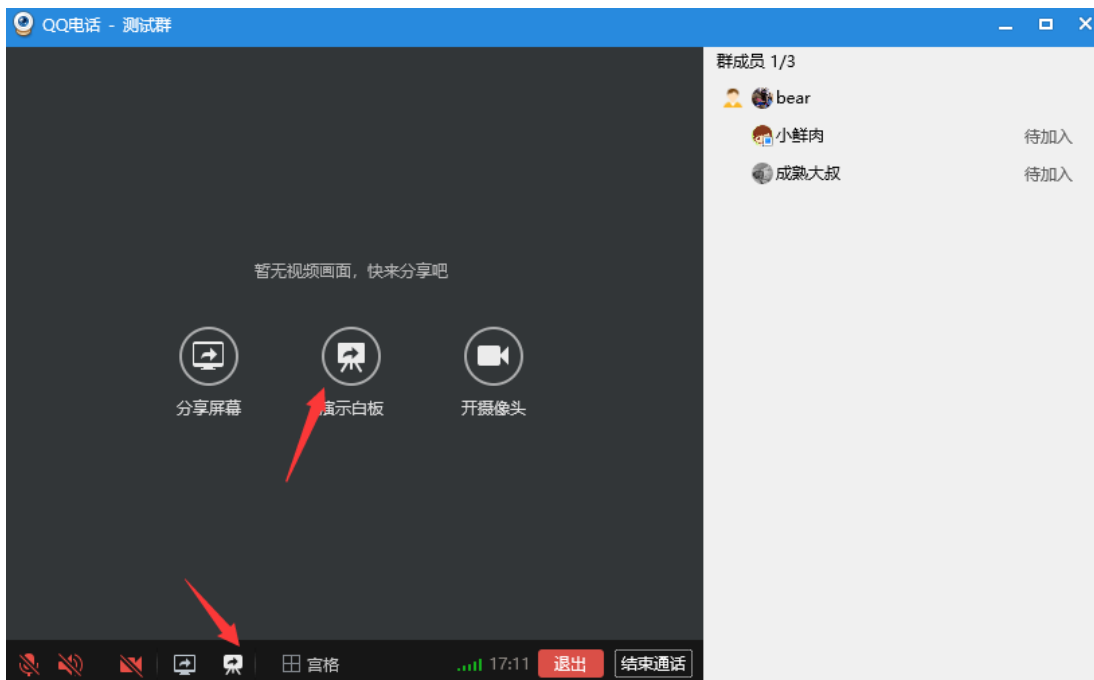 QQ电话 - 测试群
群成员 1/3
bear
小鲜肉 待加入
成熟大叔 待加入
暂无视频画面，快来分享吧
分享屏幕 演示白板 开摄像头
宫格 17:11 退出 结束通话